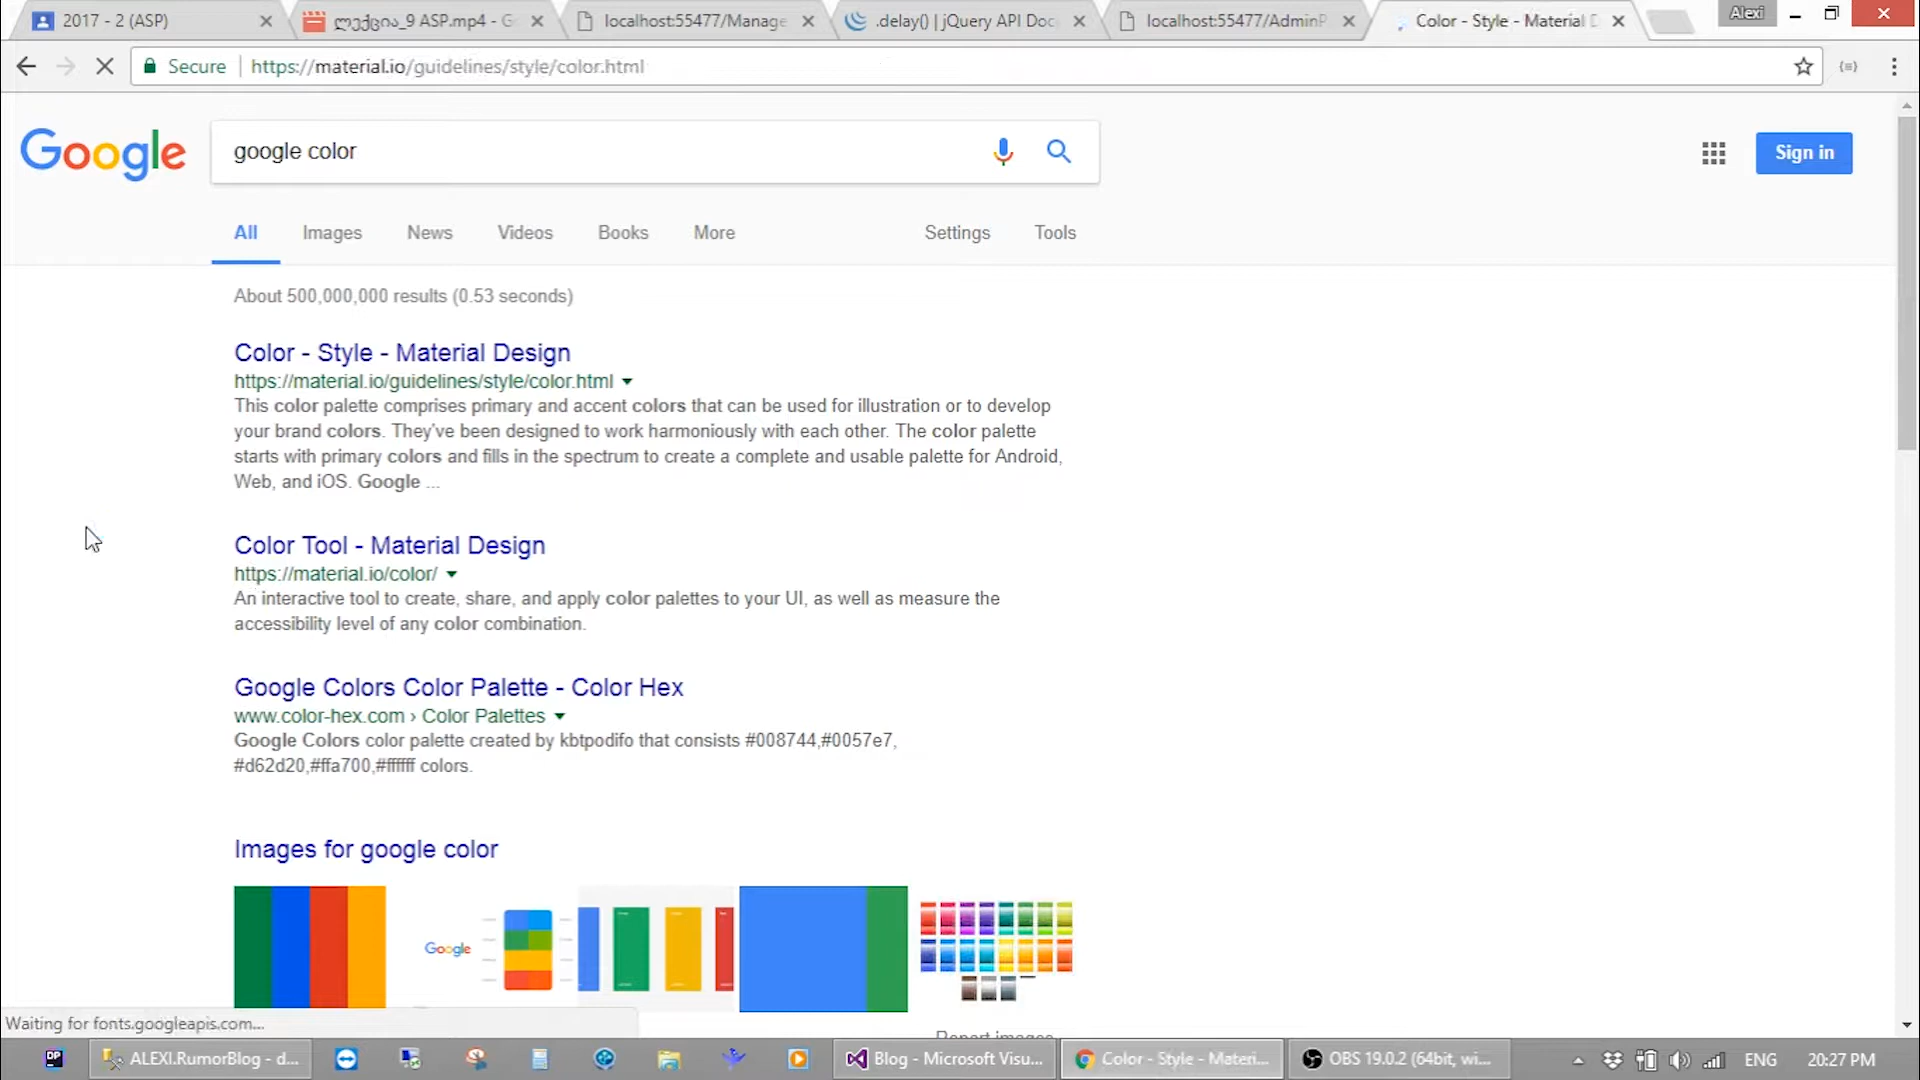 2017 - 2 (ASP)
ლექცია_9 ASP.mp4 - G
localhost:55477/Manage
.delay() | jQuery API Doc
localhost:55477/AdminP
Color - Style - Material D
Alexi
Secure
https://material.io/guidelines/style/color.html
Google
google color
Sign in
All
Images
News
Videos
Books
More
Settings
Tools
About 500,000,000 results (0.53 seconds)
Color - Style - Material Design
https://material.io/guidelines/style/color.html
This color palette comprises primary and accent colors that can be used for illustration or to develop
your brand colors. They've been designed to work harmoniously with each other. The color palette
starts with primary colors and fills in the spectrum to create a complete and usable palette for Android,
Web, and iOS. Google ...
Color Tool - Material Design
https://material.io/color/
An interactive tool to create, share, and apply color palettes to your UI, as well as measure the
accessibility level of any color combination.
Google Colors Color Palette - Color Hex
www.color-hex.com › Color Palettes
Google Colors color palette created by kbtpodifo that consists #008744,#0057e7,
#d62d20,#ffa700,#ffffff colors.
Images for google color
Google
Report images
Waiting for fonts.googleapis.com...
DP
ALEXI.RumorBlog - d...
Blog - Microsoft Visu...
Color - Style - Materi...
OBS 19.0.2 (64bit, wi...
ENG
20:27 PM